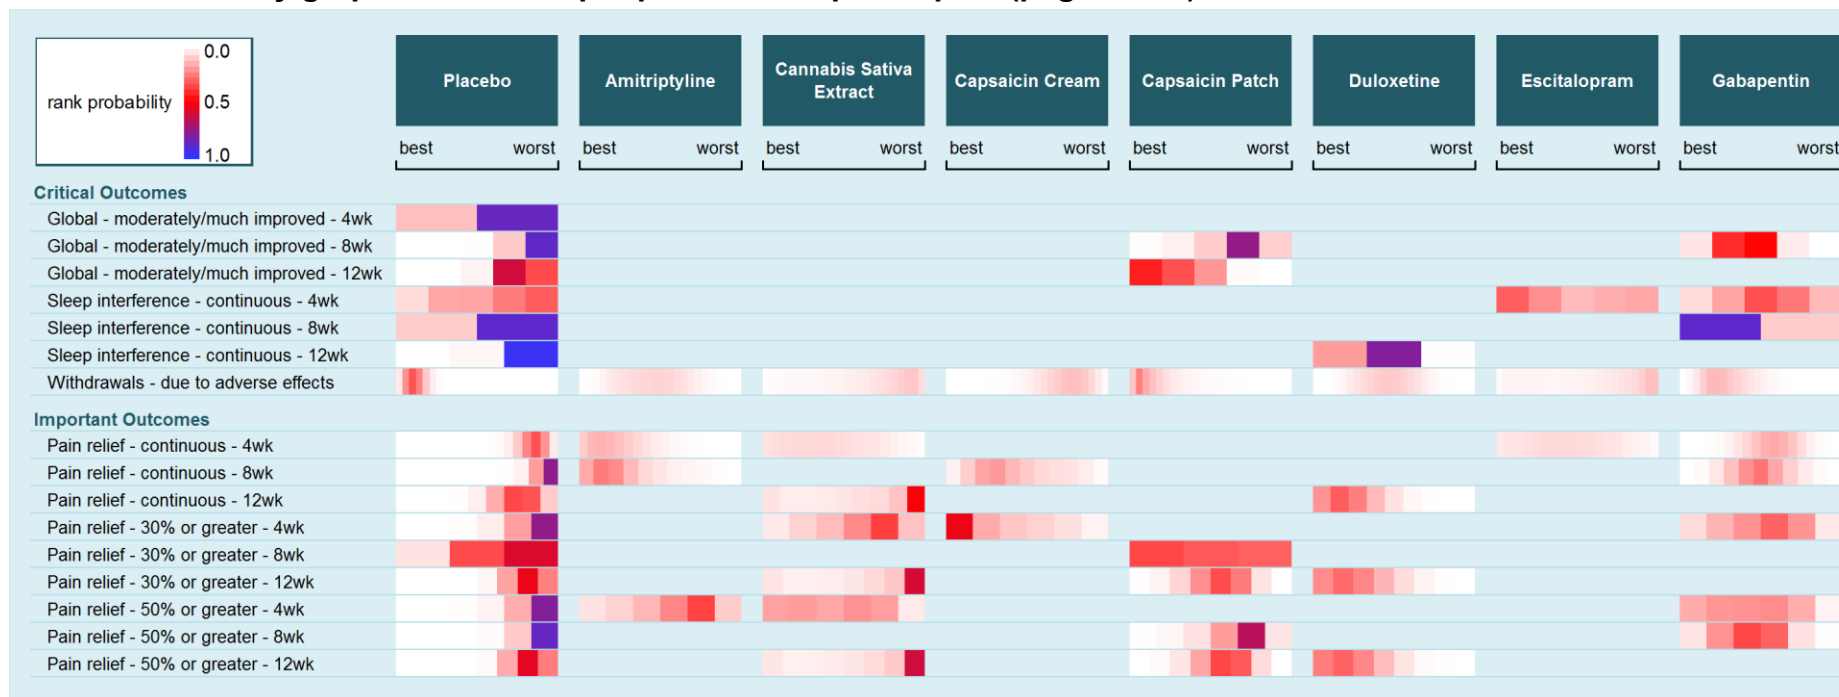 0.0
rank probability
0.5
1.0
Placebo
Amitriptyline
Cannabis Sativa
Extract
Capsaicin Cream
Capsaicin Patch
Duloxetine
Escitalopram
Gabapentin
best worst best worst best worst best worst best worst best worst best worst best worst
Critical Outcomes
Global - moderately/much improved - 4wk
Global - moderately/much improved - 8wk
Global - moderately/much improved - 12wk
Sleep interference - continuous - 4wk
Sleep interference - continuous - 8wk
Sleep interference - continuous - 12wk
Withdrawals - due to adverse effects
Important Outcomes
Pain relief - continuous - 4wk
Pain relief - continuous - 8wk
Pain relief - continuous - 12wk
Pain relief - 30% or greater - 4wk
Pain relief - 30% or greater - 8wk
Pain relief - 30% or greater - 12wk
Pain relief - 50% or greater - 4wk
Pain relief - 50% or greater - 8wk
Pain relief - 50% or greater - 12wk